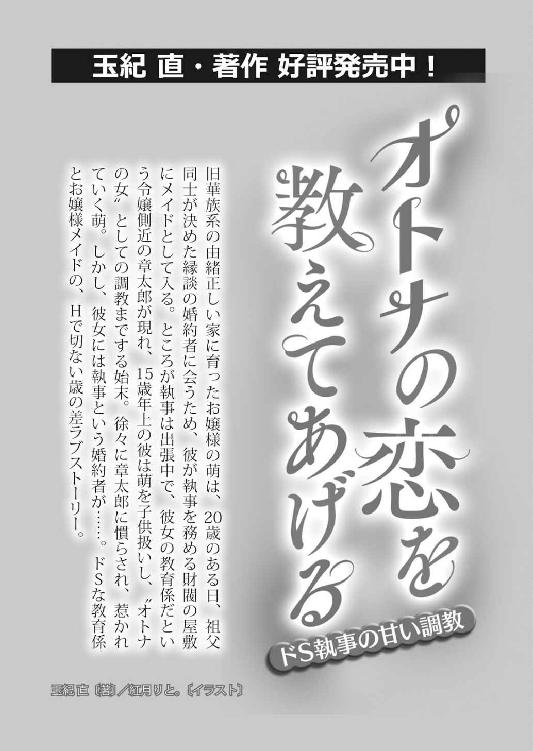 玉紀 直・著作 好評発売中！
オトナの恋を
教えてあげる
ドS執事の甘い調教
旧華族系の由緒正しい家に育ったお嬢様の萌は、20歳のある日、祖父
同士が決めた縁談の婚約者に会うため、彼が執事を務める財閥の屋敷
にメイドとして入る。ところが執事は出張中で、彼女の教育係だとい
う令嬢側近の章太郎が現れ、15歳年上の彼は萌を子供扱いし、〝オトナ
の女〟としての調教までする始末。徐々に章太郎に慣らされ、惹かれ
ていく萌。しかし、彼女には執事という婚約者が……。ドSな教育係
とお嬢様メイドの、Hで切ない歳の差ラブストーリー。
玉紀 直〔著〕／紅月りと。〔イラスト〕